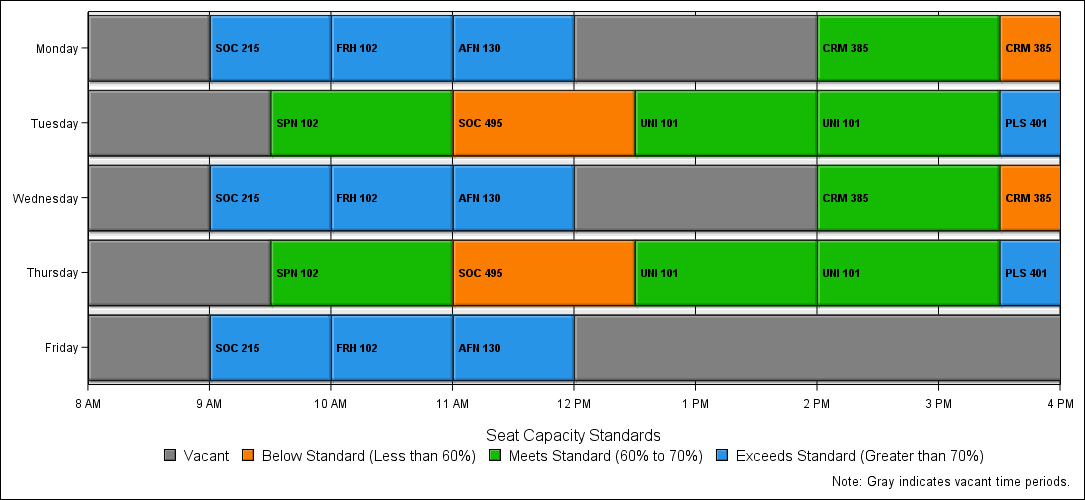 Monday SOC 215 FRH 102 AFN 130 CRM 385 CRM 385
Tuesday SPN 102 SOC 495 UNI 101 UNI 101 PLS 401
Wednesday SOC 215 FRH 102 AFN 130 CRM 385 CRM 385
Thursday SPN 102 SOC 495 UNI 101 UNI 101 PLS 401
Friday SOC 215 FRH 102 AFN 130
8 AM 9 AM 10 AM 11 AM 12 PM 1 PM 2 PM 3 PM 4 PM
Seat Capacity Standards
Vacant Below Standard (Less than 60%) Meets Standard (60% to 70%) Exceeds Standard (Greater than 70%)
Note: Gray indicates vacant time periods.